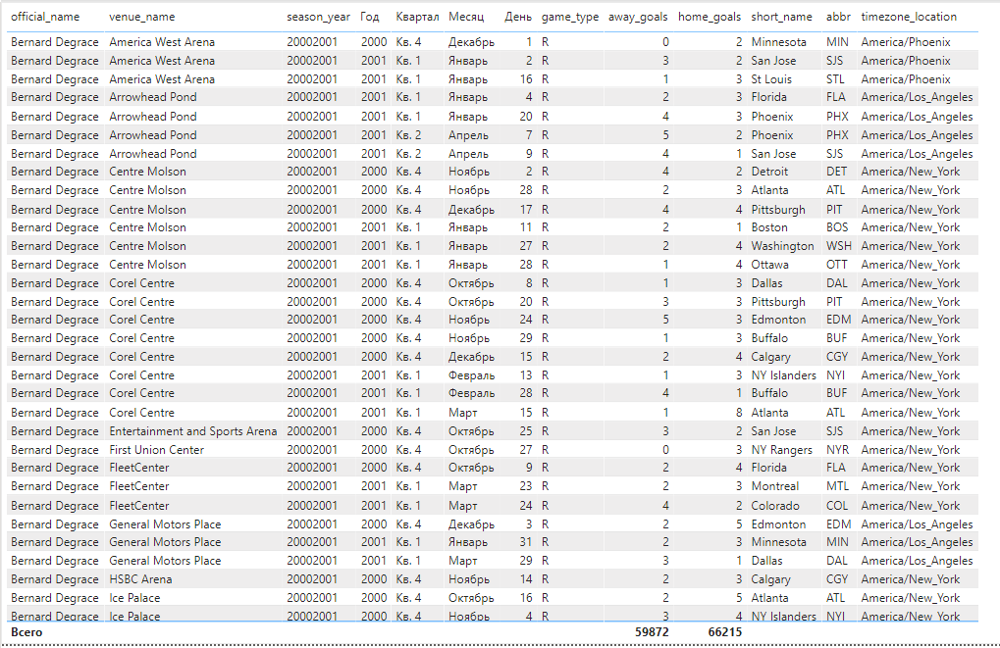 official_name venue_name season_year Год Квартал Месяц День game_type away_goals home_goals short_name abbr timezone_location
Bernard Degrace America West Arena 20002001 2000 Кв. 4 Декабрь 1 R 0 2 Minnesota MIN America/Phoenix
Bernard Degrace America West Arena 20002001 2001 Кв. 1 Январь 2 R 3 2 San Jose SJS America/Phoenix
Bernard Degrace America West Arena 20002001 2001 Кв. 1 Январь 16 R 1 3 St Louis STL America/Phoenix
Bernard Degrace Arrowhead Pond 20002001 2001 Кв. 1 Январь 4 R 2 3 Florida FLA America/Los_Angeles
Bernard Degrace Arrowhead Pond 20002001 2001 Кв. 1 Январь 20 R 4 3 Phoenix PHX America/Los_Angeles
Bernard Degrace Arrowhead Pond 20002001 2001 Кв. 2 Апрель 7 R 5 2 Phoenix PHX America/Los_Angeles
Bernard Degrace Arrowhead Pond 20002001 2001 Кв. 2 Апрель 9 R 4 1 San Jose SJS America/Los_Angeles
Bernard Degrace Centre Molson 20002001 2000 Кв. 4 Ноябрь 2 R 4 2 Detroit DET America/New_York
Bernard Degrace Centre Molson 20002001 2000 Кв. 4 Ноябрь 28 R 2 3 Atlanta ATL America/New_York
Bernard Degrace Centre Molson 20002001 2000 Кв. 4 Декабрь 17 R 4 4 Pittsburgh PIT America/New_York
Bernard Degrace Centre Molson 20002001 2001 Кв. 1 Январь 11 R 2 1 Boston BOS America/New_York
Bernard Degrace Centre Molson 20002001 2001 Кв. 1 Январь 27 R 2 4 Washington WSH America/New_York
Bernard Degrace Centre Molson 20002001 2001 Кв. 1 Январь 28 R 1 4 Ottawa OTT America/New_York
Bernard Degrace Corel Centre 20002001 2000 Кв. 4 Октябрь 8 R 1 3 Dallas DAL America/New_York
Bernard Degrace Corel Centre 20002001 2000 Кв. 4 Октябрь 20 R 3 3 Pittsburgh PIT America/New_York
Bernard Degrace Corel Centre 20002001 2000 Кв. 4 Ноябрь 24 R 5 3 Edmonton EDM America/New_York
Bernard Degrace Corel Centre 20002001 2000 Кв. 4 Ноябрь 29 R 1 3 Buffalo BUF America/New_York
Bernard Degrace Corel Centre 20002001 2000 Кв. 4 Декабрь 15 R 2 4 Calgary CGY America/New_York
Bernard Degrace Corel Centre 20002001 2001 Кв. 1 Февраль 13 R 1 3 NY Islanders NYI America/New_York
Bernard Degrace Corel Centre 20002001 2001 Кв. 1 Февраль 28 R 4 1 Buffalo BUF America/New_York
Bernard Degrace Corel Centre 20002001 2001 Кв. 1 Март 15 R 1 8 Atlanta ATL America/New_York
Bernard Degrace Entertainment and Sports Arena 20002001 2000 Кв. 4 Октябрь 25 R 3 2 San Jose SJS America/New_York
Bernard Degrace First Union Center 20002001 2000 Кв. 4 Октябрь 27 R 0 3 NY Rangers NYR America/New_York
Bernard Degrace FleetCenter 20002001 2000 Кв. 4 Октябрь 9 R 2 4 Florida FLA America/New_York
Bernard Degrace FleetCenter 20002001 2001 Кв. 1 Март 23 R 2 3 Montreal MTL America/New_York
Bernard Degrace FleetCenter 20002001 2001 Кв. 1 Март 24 R 4 2 Colorado COL America/New_York
Bernard Degrace General Motors Place 20002001 2000 Кв. 4 Декабрь 3 R 2 5 Edmonton EDM America/Los_Angeles
Bernard Degrace General Motors Place 20002001 2001 Кв. 1 Январь 31 R 2 3 Minnesota MIN America/Los_Angeles
Bernard Degrace General Motors Place 20002001 2001 Кв. 1 Март 29 R 3 1 Dallas DAL America/Los_Angeles
Bernard Degrace HSBC Arena 20002001 2000 Кв. 4 Ноябрь 14 R 2 3 Calgary CGY America/New_York
Bernard Degrace Ice Palace 20002001 2000 Кв. 4 Октябрь 16 R 2 5 Atlanta ATL America/New_York
Bernard Degrace Ice Palace 20002001 2000 Кв. 4 Ноябрь 4 R 3 4 NY Islanders NYI America/New_York
Всего 59872 66215